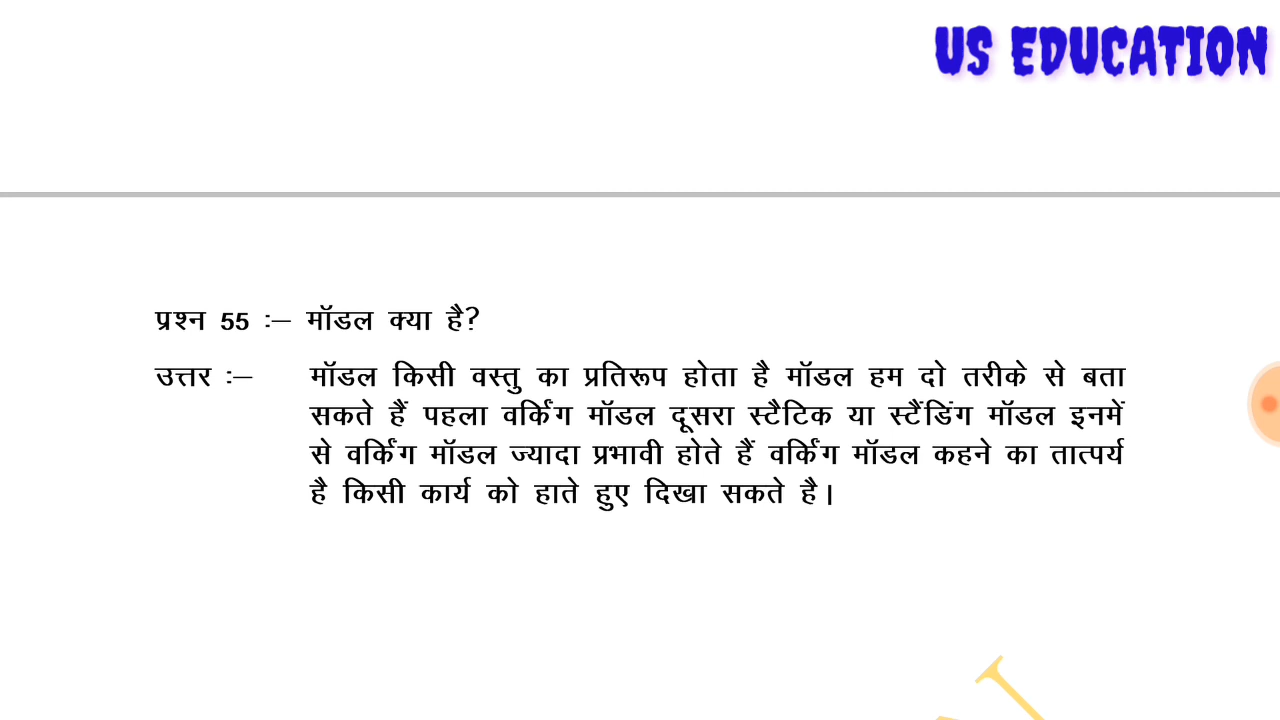 US EDUCATION
प्रश्न 55 :– मॉडल क्या है?
उत्तर :– मॉडल किसी वस्तु का प्रतिरूप होता है मॉडल हम दो तरीके से बता
सकते हैं पहला वर्किंग मॉडल दूसरा स्टैटिक या स्टैंडिंग मॉडल इनमें
से वर्किंग मॉडल ज्यादा प्रभावी होते हैं वर्किंग मॉडल कहने का तात्पर्य
है किसी कार्य को हाते हुए दिखा सकते है।